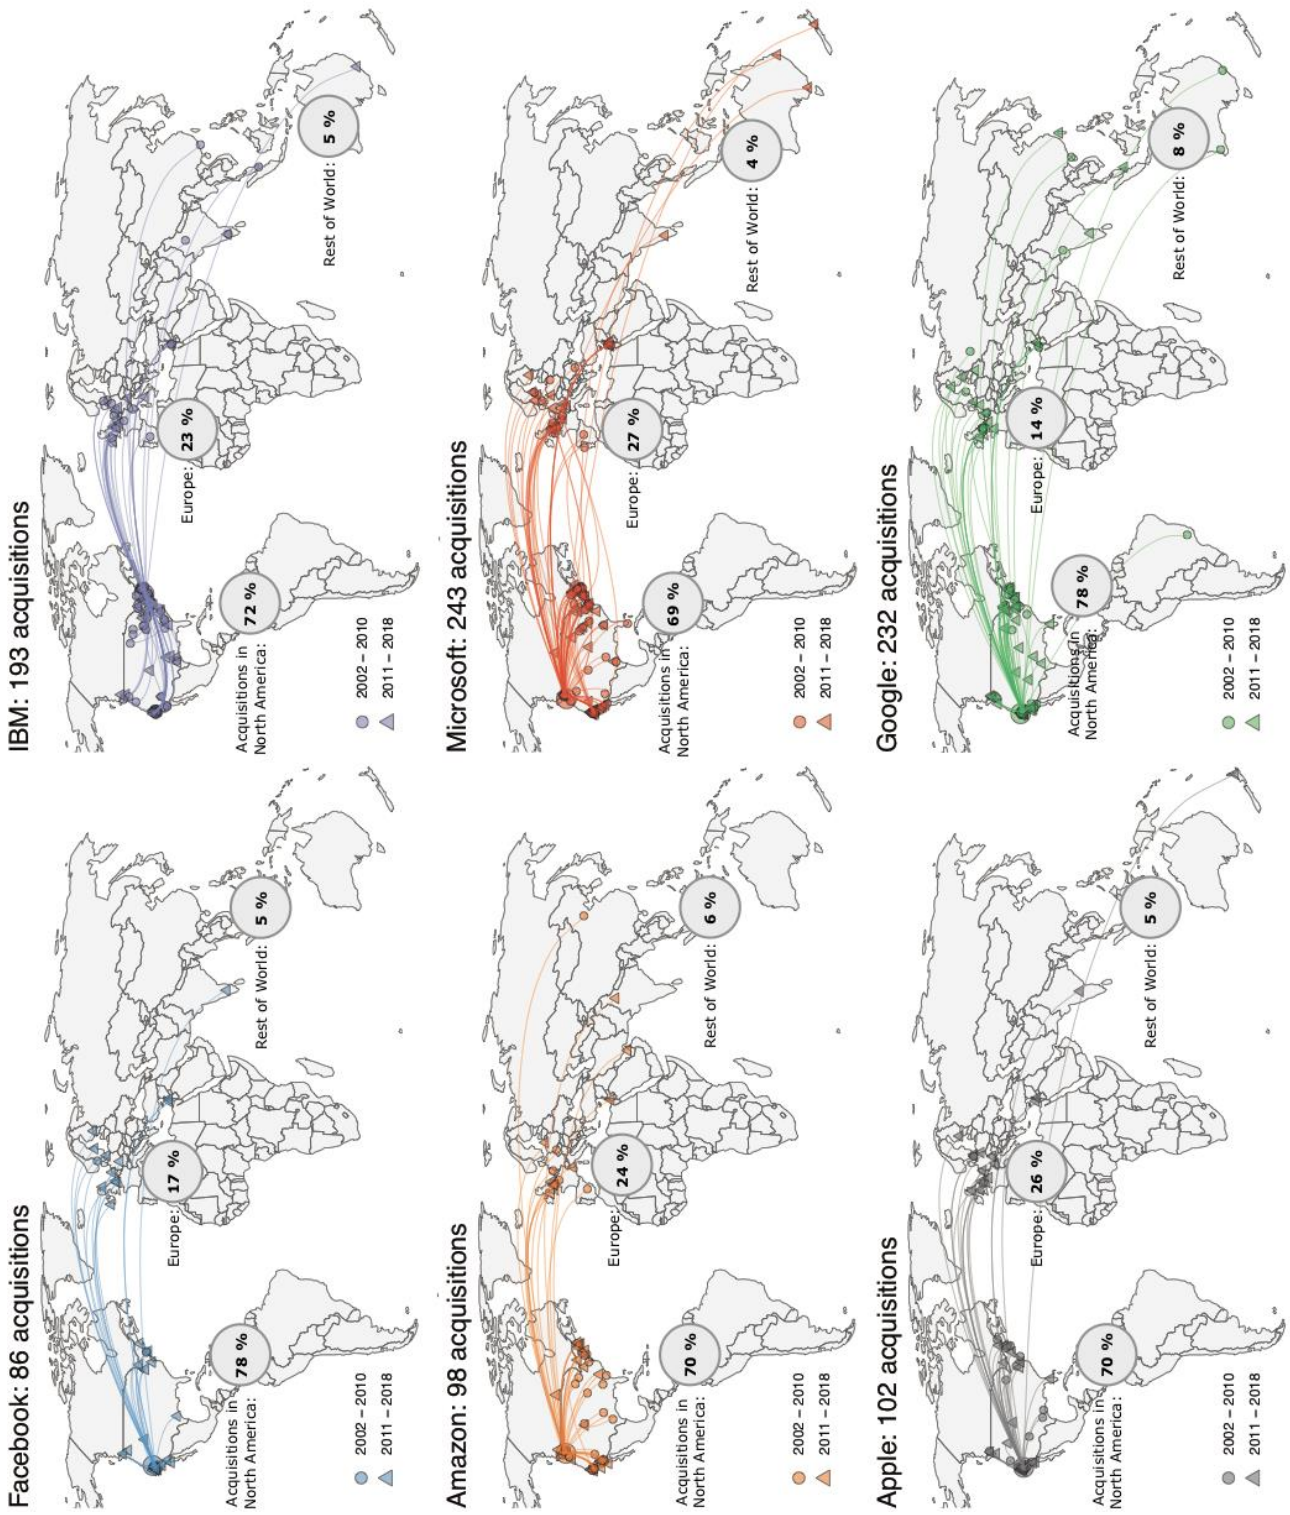 Facebook: 86 acquisitions
Acquisitions in
North America:
78 %
Europe:
17 %
Rest of World:
5 %
2002 – 2010
2011 – 2018
IBM: 193 acquisitions
Acquisitions in
North America:
72 %
Europe:
23 %
Rest of World:
5 %
2002 – 2010
2011 – 2018
Amazon: 98 acquisitions
Acquisitions in
North America:
70 %
Europe:
24 %
Rest of World:
6 %
2002 – 2010
2011 – 2018
Microsoft: 243 acquisitions
Acquisitions in
North America:
69 %
Europe:
27 %
Rest of World:
4 %
2002 – 2010
2011 – 2018
Apple: 102 acquisitions
Acquisitions in
North America:
70 %
Europe:
26 %
Rest of World:
5 %
2002 – 2010
2011 – 2018
Google: 232 acquisitions
Acquisitions in
North America:
78 %
Europe:
14 %
Rest of World:
8 %
2002 – 2010
2011 – 2018